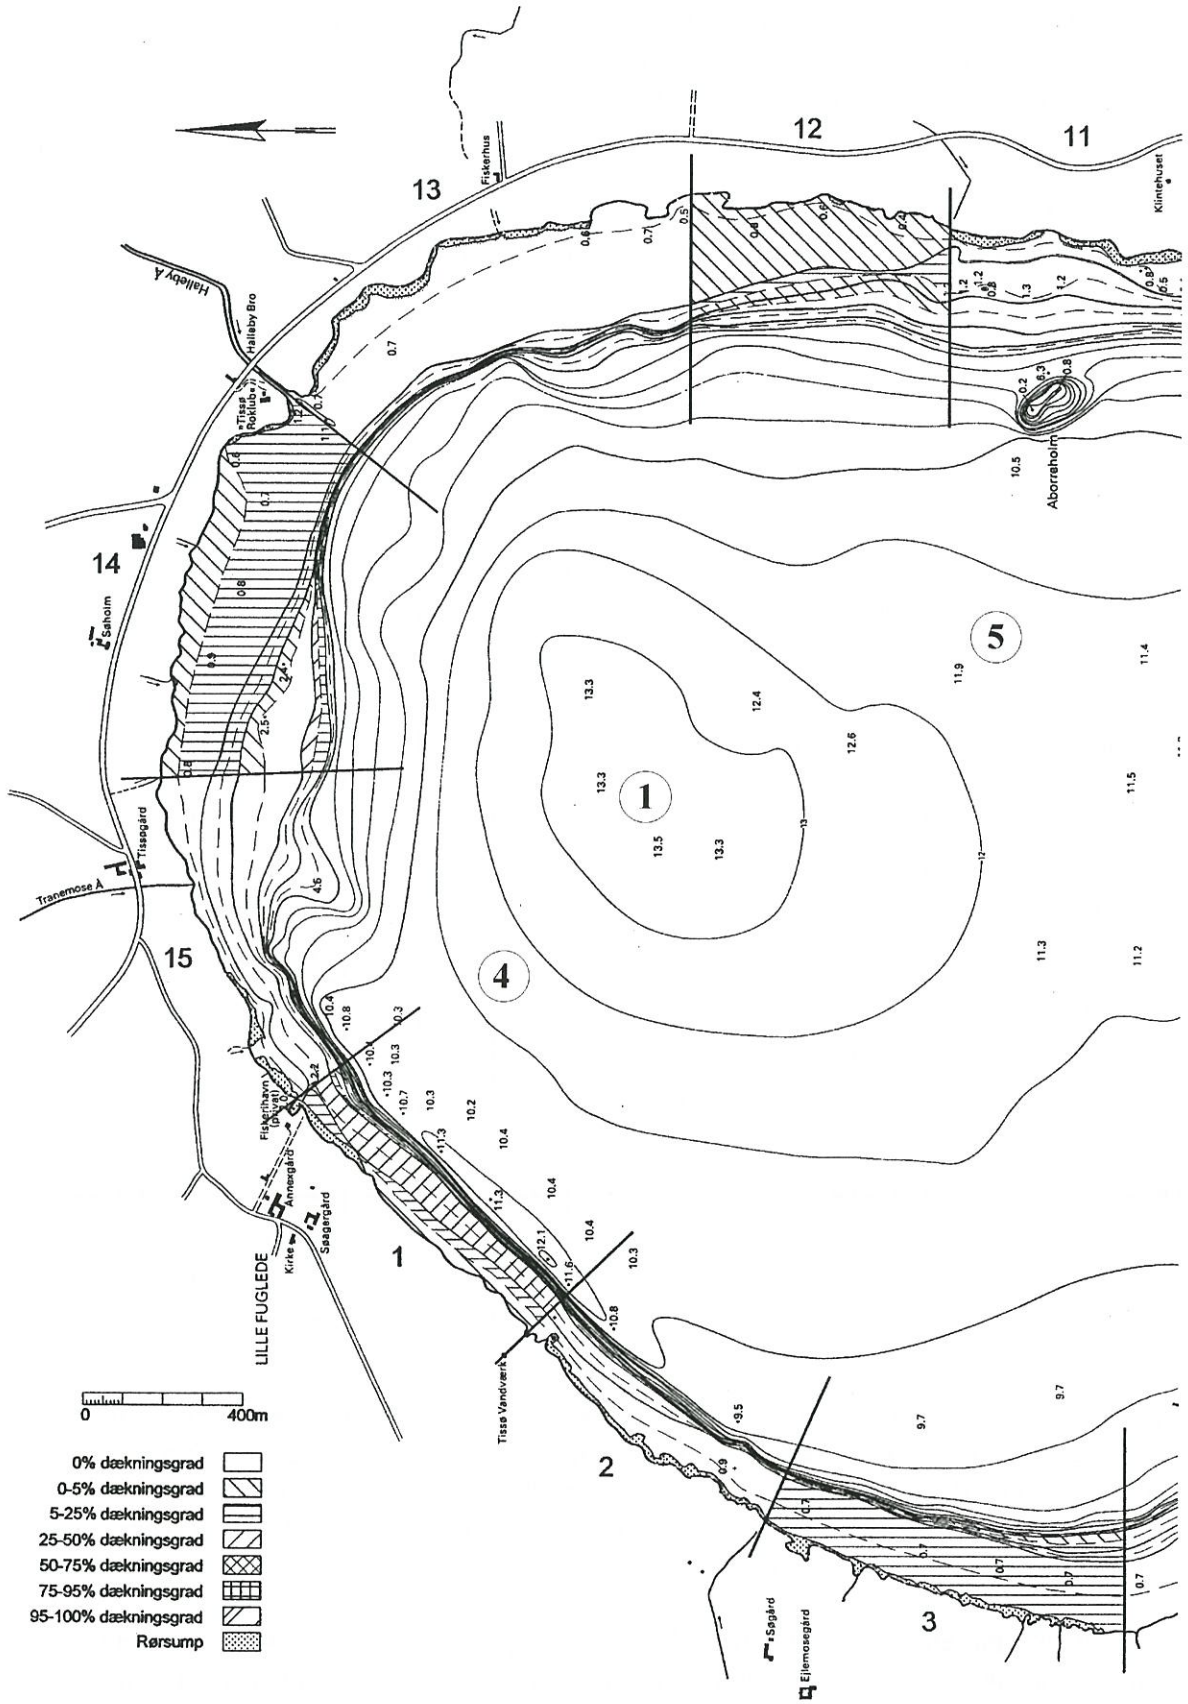 13
12
11
Fiskerhus
Klintehuset
Halleby Å
Halleby Bro
Tissø
Roklub
14
Søholm
Tissøgård
Tranemose Å
15
Fiskerihavn
(privat)
Annexgård
Kirke
Søagergård
LILLE FUGLEDE
1
Tissø Vandværk
2
Søgård
Ejlemosegård
3
Aborreholm
5
1
4
0.6
0.7
0.5
0.8
0.6
0.7
1.2
1.2
0.8
1.3
1.2
0.8
0.5
0.2
6.3
0.8
10.5
0.6
0.7
0.8
0.9
0.8
2.4
2.5
4.6
13.3
13.3
13.5
13.3
13
12.4
12.6
12
11.9
11.4
11.5
11.3
11.2
10.4
10.8
10.3
10.3
10.3
10.7
10.3
10.2
11.3
10.4
11.3
10.4
12.1
10.4
11.6
10.3
10.8
2.2
9.5
9.7
9.7
0.9
0.7
0.7
0.7
0.7
0.7
0 400m
0% dækningsgrad
0-5% dækningsgrad
5-25% dækningsgrad
25-50% dækningsgrad
50-75% dækningsgrad
75-95% dækningsgrad
95-100% dækningsgrad
Rørsump